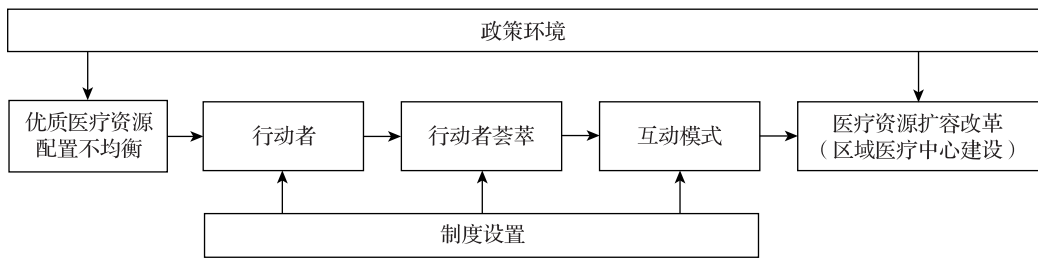 政策环境
优质医疗资源
配置不均衡
行动者
行动者荟萃
互动模式
医疗资源扩容改革
（区域医疗中心建设）
制度设置